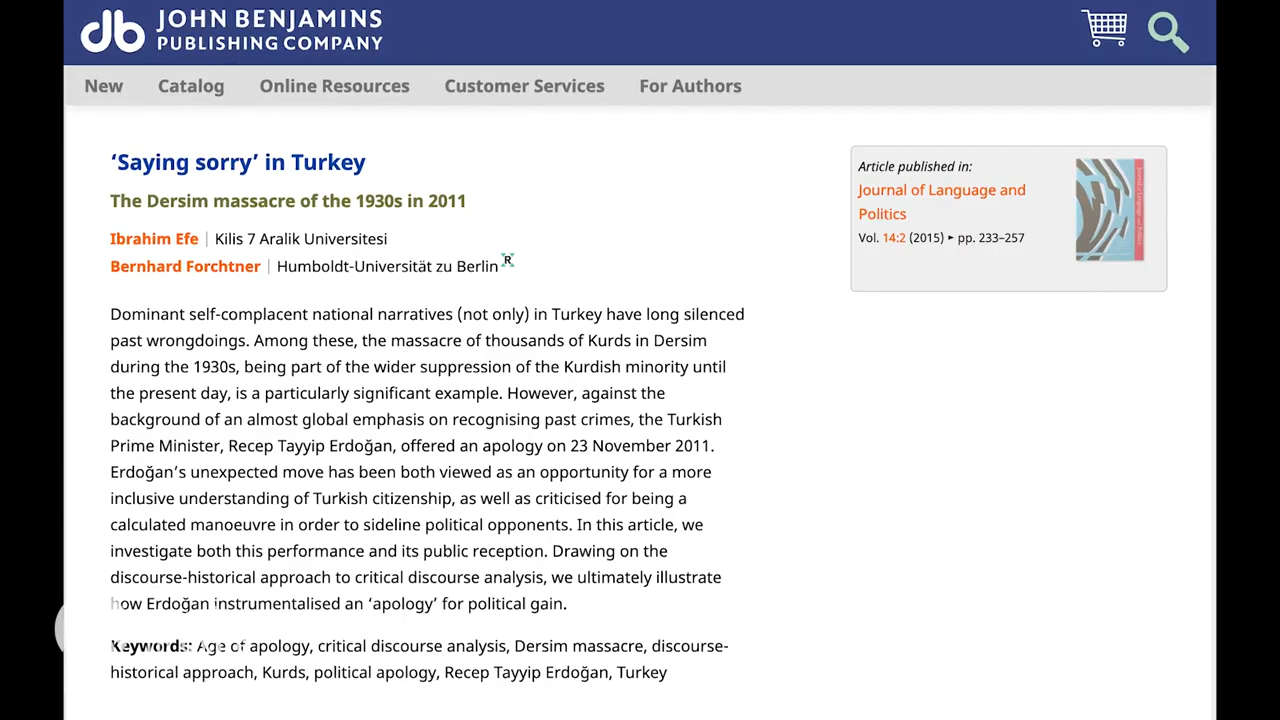 JOHN BENJAMINS
PUBLISHING COMPANY
New Catalog Online Resources Customer Services For Authors
‘Saying sorry’ in Turkey
The Dersim massacre of the 1930s in 2011
Ibrahim Efe | Kilis 7 Aralik Universitesi
Bernhard Forchtner | Humboldt-Universität zu Berlin
Dominant self-complacent national narratives (not only) in Turkey have long silenced
past wrongdoings. Among these, the massacre of thousands of Kurds in Dersim
during the 1930s, being part of the wider suppression of the Kurdish minority until
the present day, is a particularly significant example. However, against the
background of an almost global emphasis on recognising past crimes, the Turkish
Prime Minister, Recep Tayyip Erdoğan, offered an apology on 23 November 2011.
Erdoğan’s unexpected move has been both viewed as an opportunity for a more
inclusive understanding of Turkish citizenship, as well as criticised for being a
calculated manoeuvre in order to sideline political opponents. In this article, we
investigate both this performance and its public reception. Drawing on the
discourse-historical approach to critical discourse analysis, we ultimately illustrate
how Erdoğan instrumentalised an ‘apology’ for political gain.
Keywords: Age of apology, critical discourse analysis, Dersim massacre, discourse-
historical approach, Kurds, political apology, Recep Tayyip Erdoğan, Turkey
Article published in:
Journal of Language and
Politics
Vol. 14:2 (2015) ▸ pp. 233–257